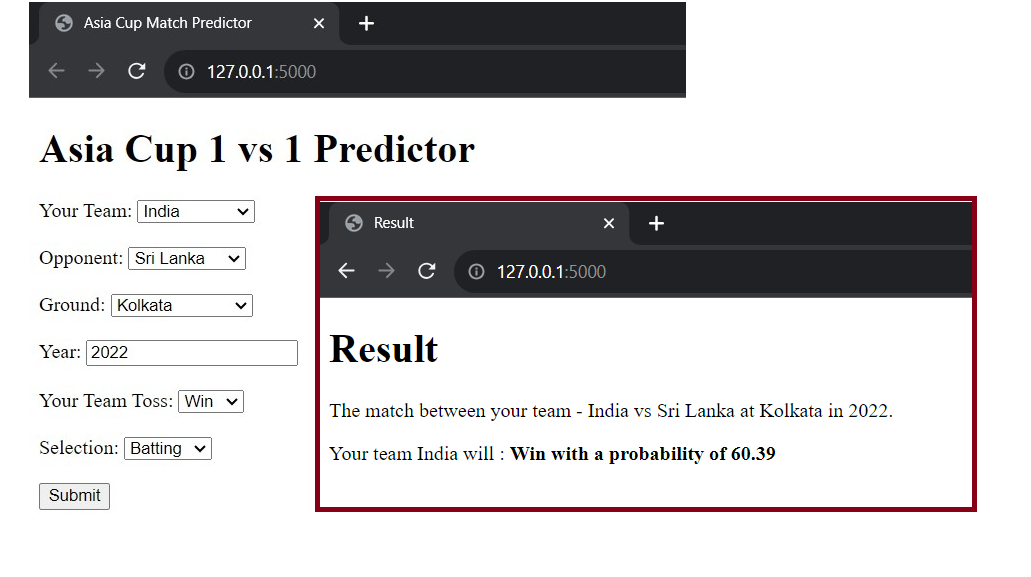 Asia Cup Match Predictor
127.0.0.1:5000
Asia Cup 1 vs 1 Predictor
Your Team: India
Opponent: Sri Lanka
Ground: Kolkata
Year: 2022
Your Team Toss: Win
Selection: Batting
Submit
Result
127.0.0.1:5000
Result
The match between your team - India vs Sri Lanka at Kolkata in 2022.
Your team India will : Win with a probability of 60.39